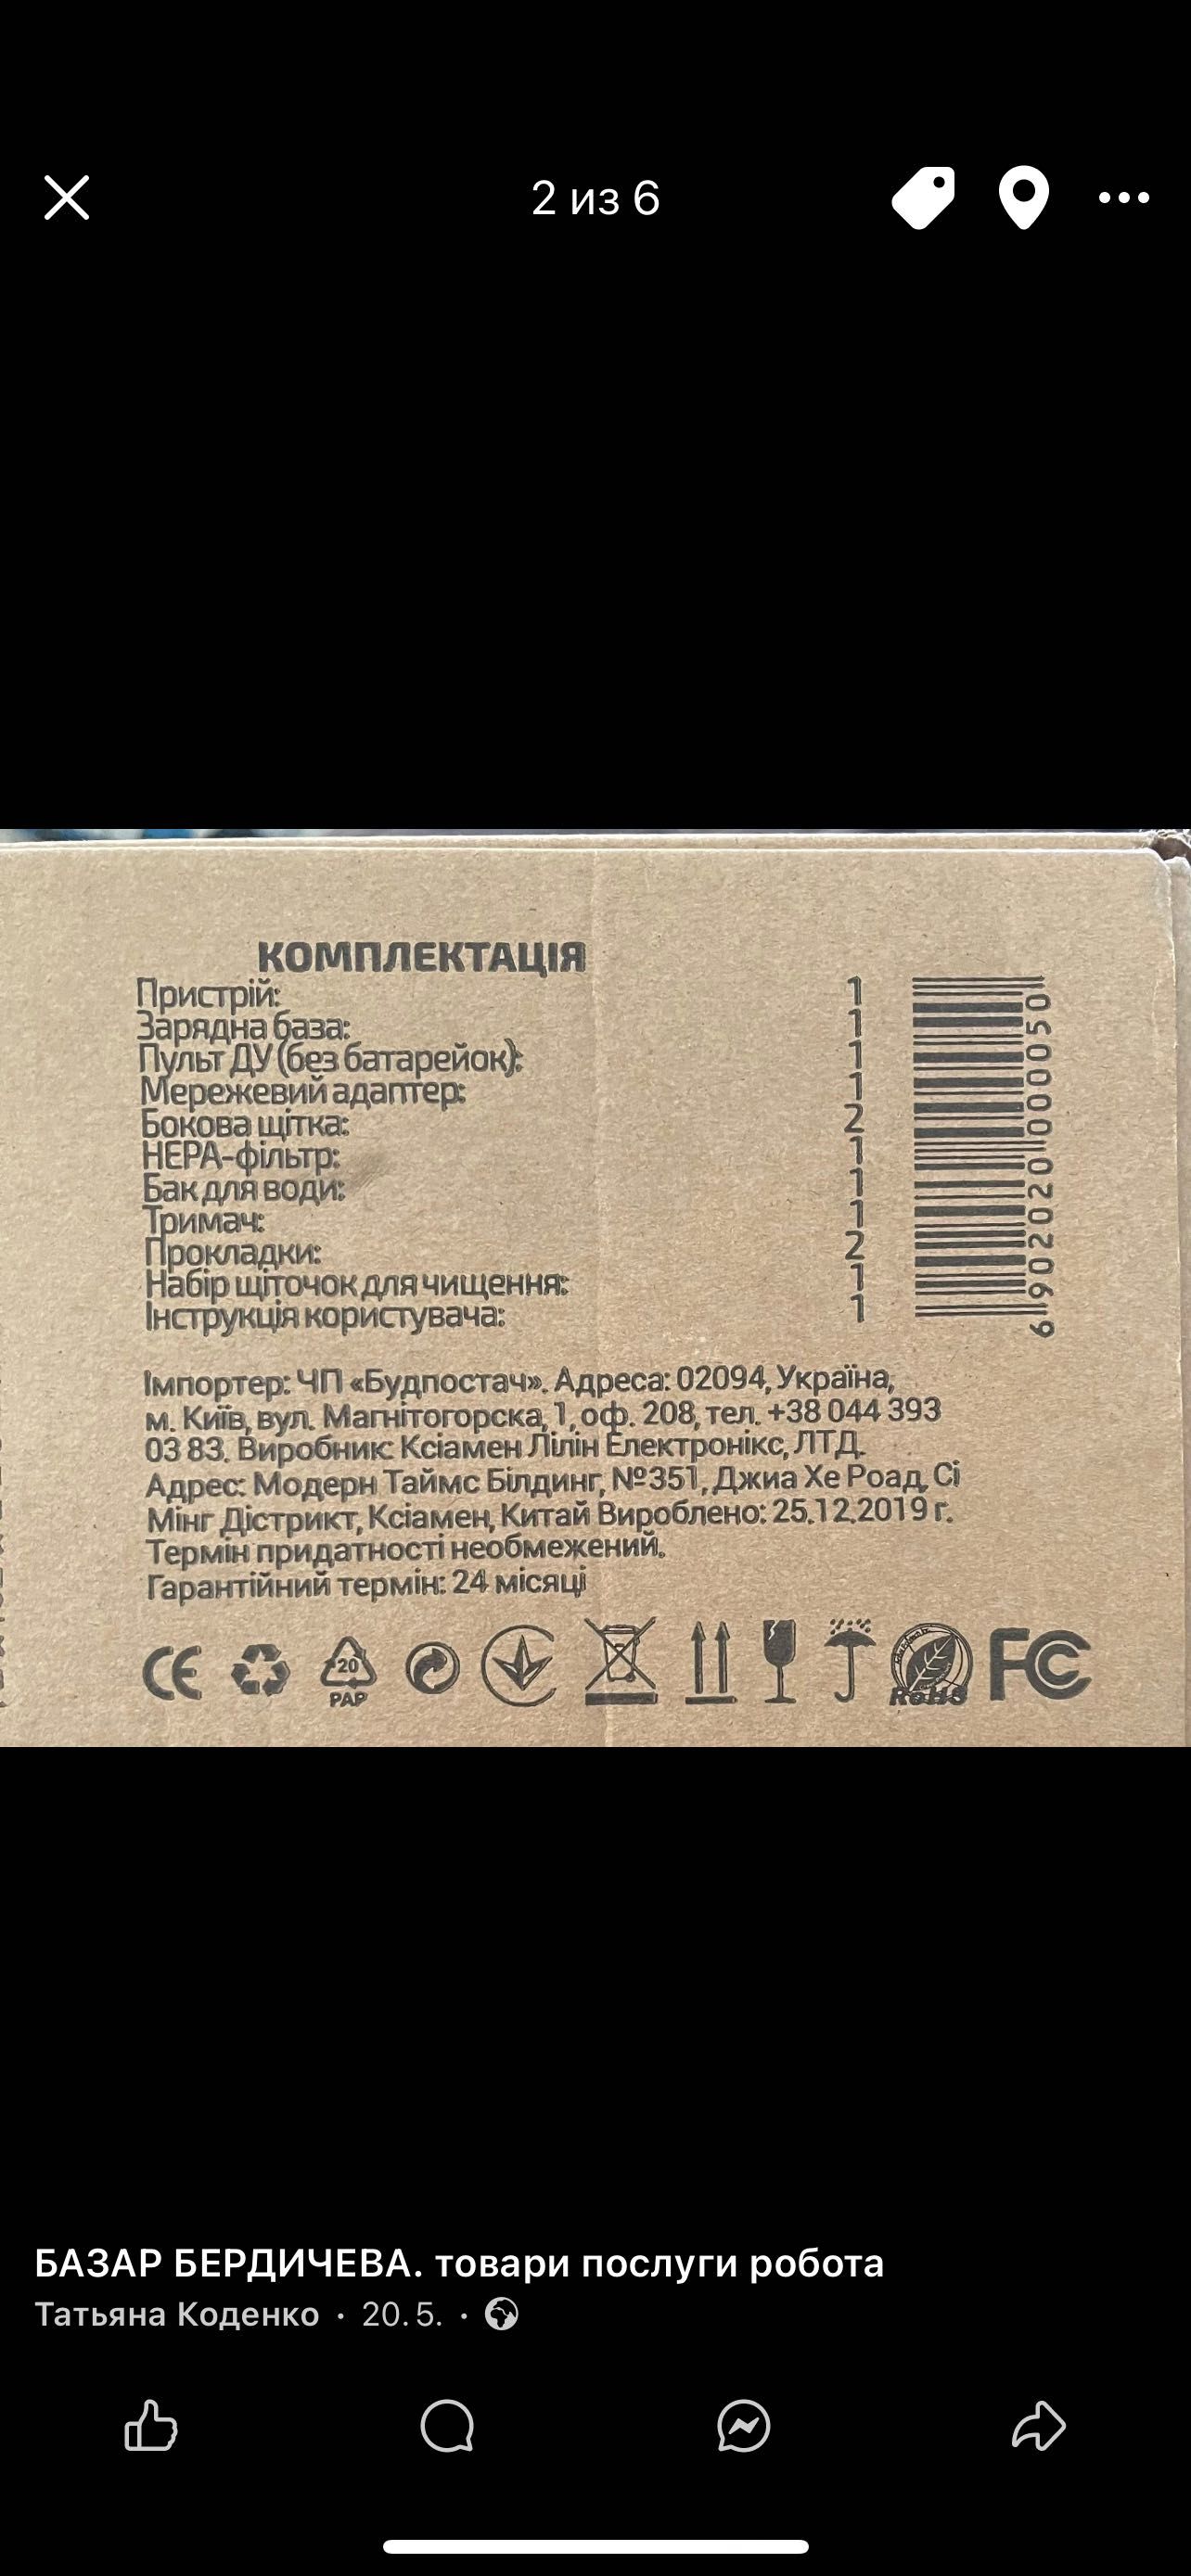 2 из 6
КОМПЛЕКТАЦІЯ
Пристрій: 1
Зарядна база: 1
Пульт ДУ (без батарейок): 1
Мережевий адаптер: 1
Бокова щітка: 2
HEPA-фільтр: 1
Бак для води: 1
Тримач: 1
Прокладки: 2
Набір щіточок для чищення: 1
Інструкція користувача: 1
6 902020 000050
Імпортер: ЧП «Будпостач». Адреса: 02094, Україна,
м. Київ, вул. Магнітогорска, 1, оф. 208, тел. +38 044 393
03 83. Виробник: Ксіамен Лілін Електронікс, ЛТД.
Адрес: Модерн Таймс Білдинг, №351, Джиа Хе Роад, Сі
Мінг Дістрикт, Ксіамен, Китай Вироблено: 25.12.2019 г.
Термін придатності необмежений.
Гарантійний термін: 24 місяці
CE 20 PAP RoHS FC
БАЗАР БЕРДИЧЕВА. товари послуги робота
Татьяна Коденко · 20.5. ·